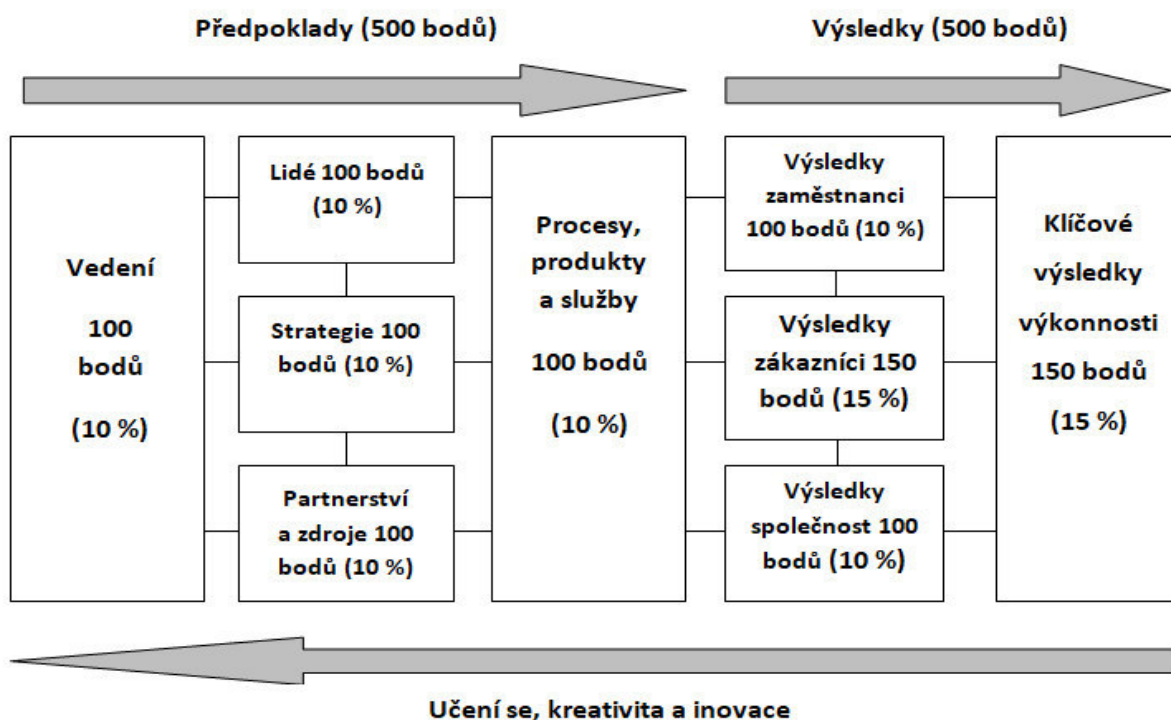 Předpoklady (500 bodů)
Výsledky (500 bodů)
Vedení
100
bodů
(10 %)
Lidé 100 bodů
(10 %)
Strategie 100
bodů (10 %)
Partnerství
a zdroje 100
bodů (10 %)
Procesy,
produkty
a služby
100 bodů
(10 %)
Výsledky
zaměstnanci
100 bodů (10 %)
Výsledky
zákazníci 150
bodů (15 %)
Výsledky
společnost 100
bodů (10 %)
Klíčové
výsledky
výkonnosti
150 bodů
(15 %)
Učení se, kreativita a inovace